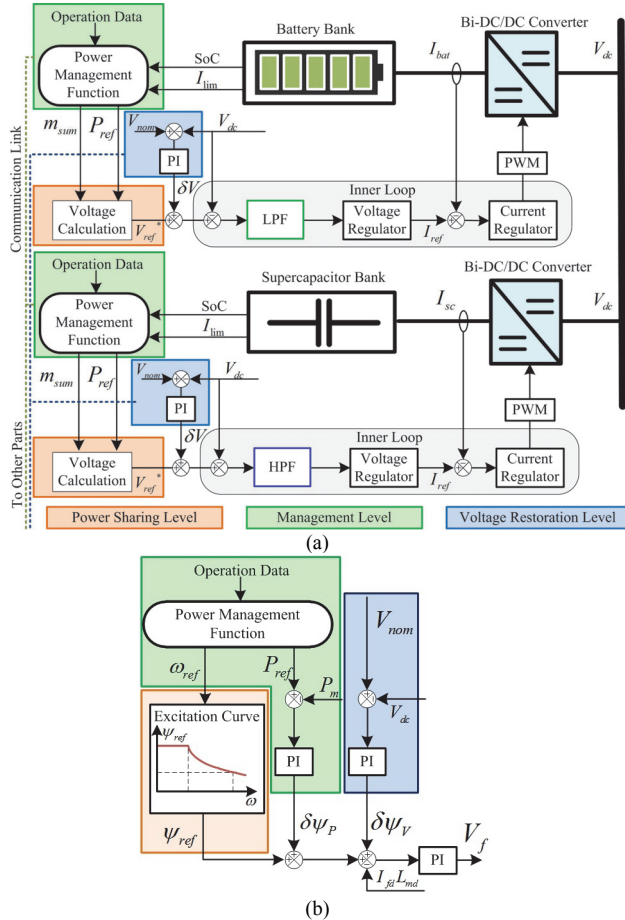 Operation Data
Power
Management
Function
SoC
I_lim
Battery Bank
I_bat
Bi-DC/DC Converter
V_dc
m_sum
P_ref
V_nom
V_dc
PI
δV
PWM
Communication Link
Voltage
Calculation
V_ref*
Inner Loop
LPF
Voltage
Regulator
I_ref
Current
Regulator
Operation Data
Power
Management
Function
SoC
I_lim
Supercapacitor Bank
I_sc
Bi-DC/DC Converter
V_dc
m_sum
P_ref
V_nom
V_dc
PI
δV
PWM
To Other Parts
Voltage
Calculation
V_ref*
Inner Loop
HPF
Voltage
Regulator
I_ref
Current
Regulator
Power Sharing Level
Management Level
Voltage Restoration Level
(a)
Operation Data
Power Management
Function
V_nom
ω_ref
P_ref
P_m
V_dc
Excitation Curve
ψ_ref
ω
PI
PI
ψ_ref
δψ_P
δψ_V
PI
V_f
I_fd L_md
(b)